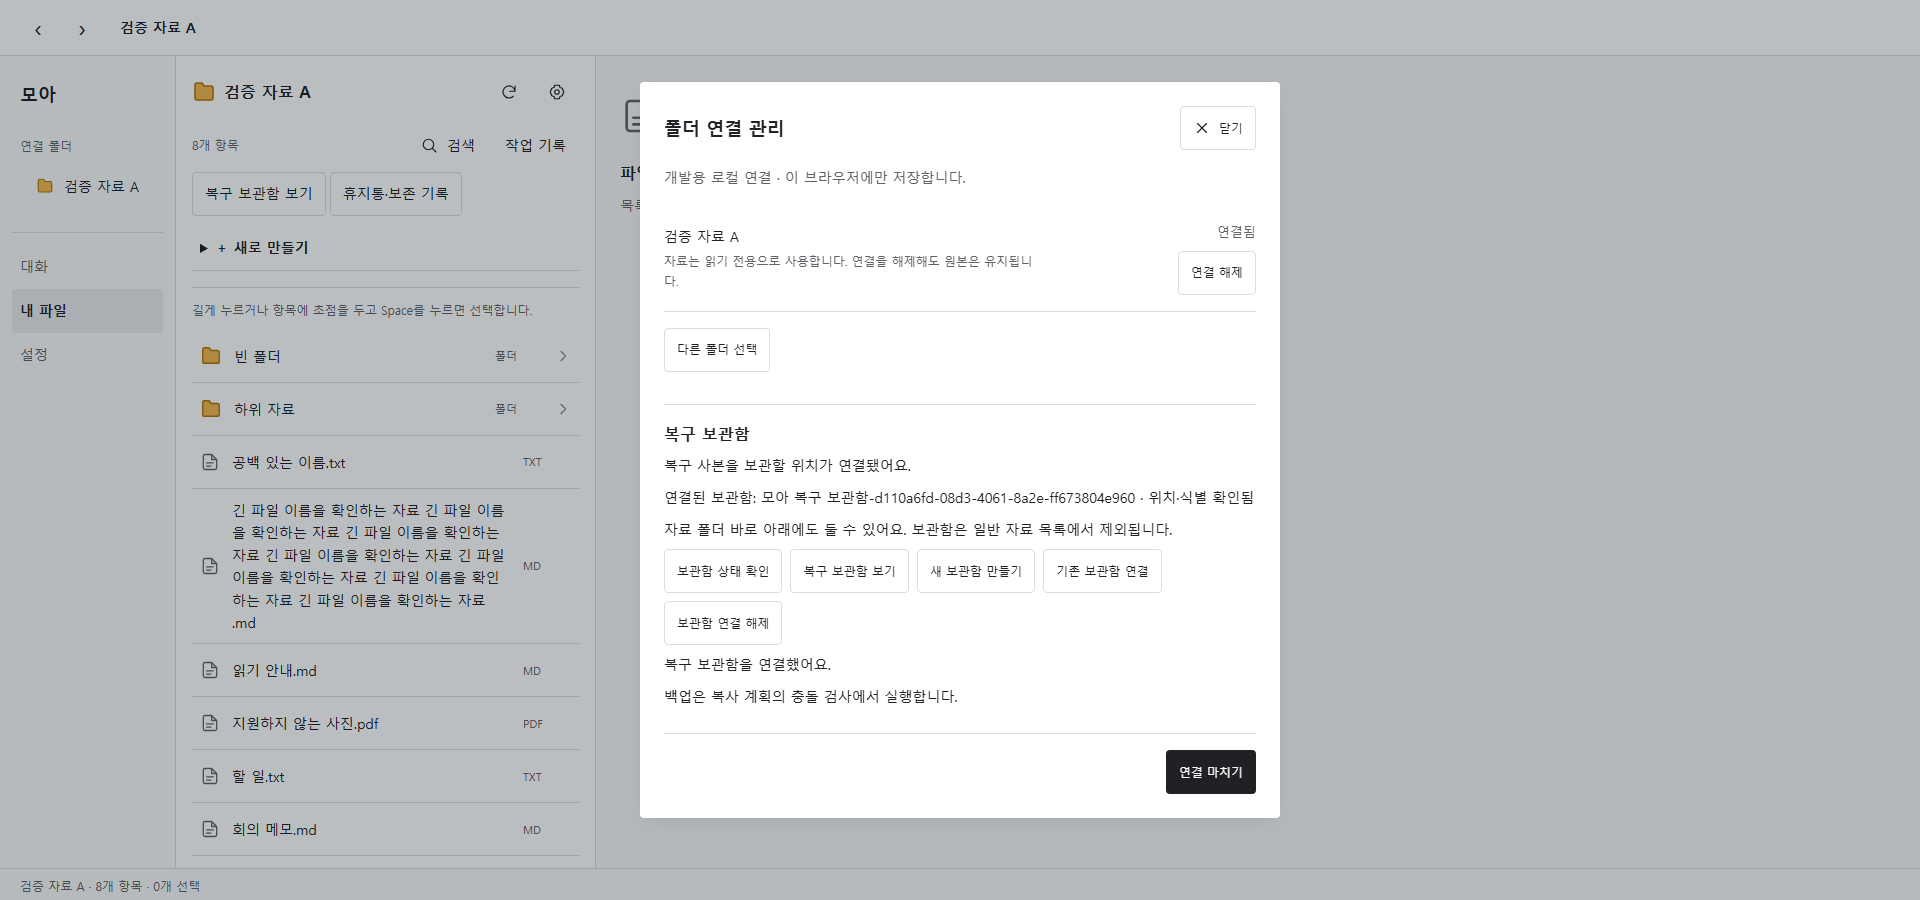 검증 자료 A
모아
연결 폴더
검증 자료 A
대화
내 파일
설정
검증 자료 A
8개 항목
검색
작업 기록
복구 보관함 보기
휴지통·보존 기록
+ 새로 만들기
길게 누르거나 항목에 초점을 두고 Space를 누르면 선택합니다.
빈 폴더
폴더
하위 자료
폴더
공백 있는 이름.txt
TXT
긴 파일 이름을 확인하는 자료 긴 파일 이름
을 확인하는 자료 긴 파일 이름을 확인하는
자료 긴 파일 이름을 확인하는 자료 긴 파일
이름을 확인하는 자료 긴 파일 이름을 확인
하는 자료 긴 파일 이름을 확인하는 자료
.md
MD
읽기 안내.md
MD
지원하지 않는 사진.pdf
PDF
할 일.txt
TXT
회의 메모.md
MD
폴더 연결 관리
닫기
개발용 로컬 연결 · 이 브라우저에만 저장합니다.
검증 자료 A
연결됨
자료는 읽기 전용으로 사용합니다. 연결을 해제해도 원본은 유지됩니
다.
연결 해제
다른 폴더 선택
복구 보관함
복구 사본을 보관할 위치가 연결됐어요.
연결된 보관함: 모아 복구 보관함-d110a6fd-08d3-4061-8a2e-ff673804e960 · 위치·식별 확인됨
자료 폴더 바로 아래에도 둘 수 있어요. 보관함은 일반 자료 목록에서 제외됩니다.
보관함 상태 확인
복구 보관함 보기
새 보관함 만들기
기존 보관함 연결
보관함 연결 해제
복구 보관함을 연결했어요.
백업은 복사 계획의 충돌 검사에서 실행합니다.
연결 마치기
검증 자료 A · 8개 항목 · 0개 선택